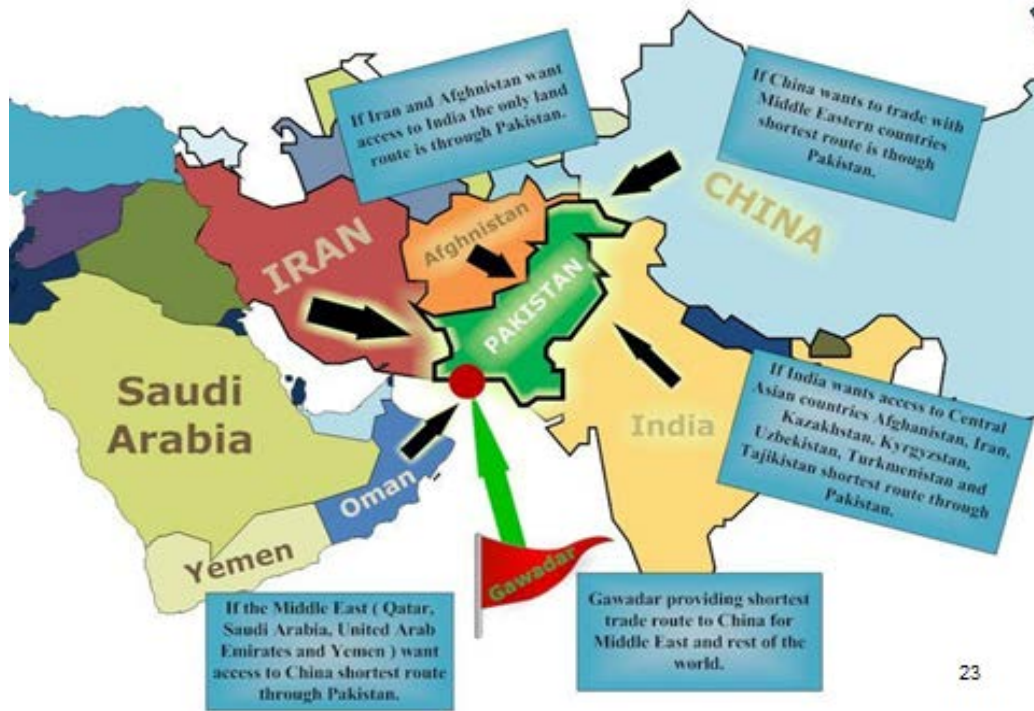 If Iran and Afghnistan want
access to India the only land
route is through Pakistan.
If China wants to trade with
Middle Eastern countries
shortest route is though
Pakistan.
CHINA
IRAN
Afghnistan
PAKISTAN
Saudi
Arabia
India
Oman
Yemen
If India wants access to Central
Asian countries Afghanistan, Iran,
Kazakhstan, Kyrgyzstan,
Uzbekistan, Turkmenistan and
Tajikistan shortest route through
Pakistan.
Gawadar
If the Middle East ( Qatar,
Saudi Arabia, United Arab
Emirates and Yemen ) want
access to China shortest route
through Pakistan.
Gawadar providing shortest
trade route to China for
Middle East and rest of the
world.
23